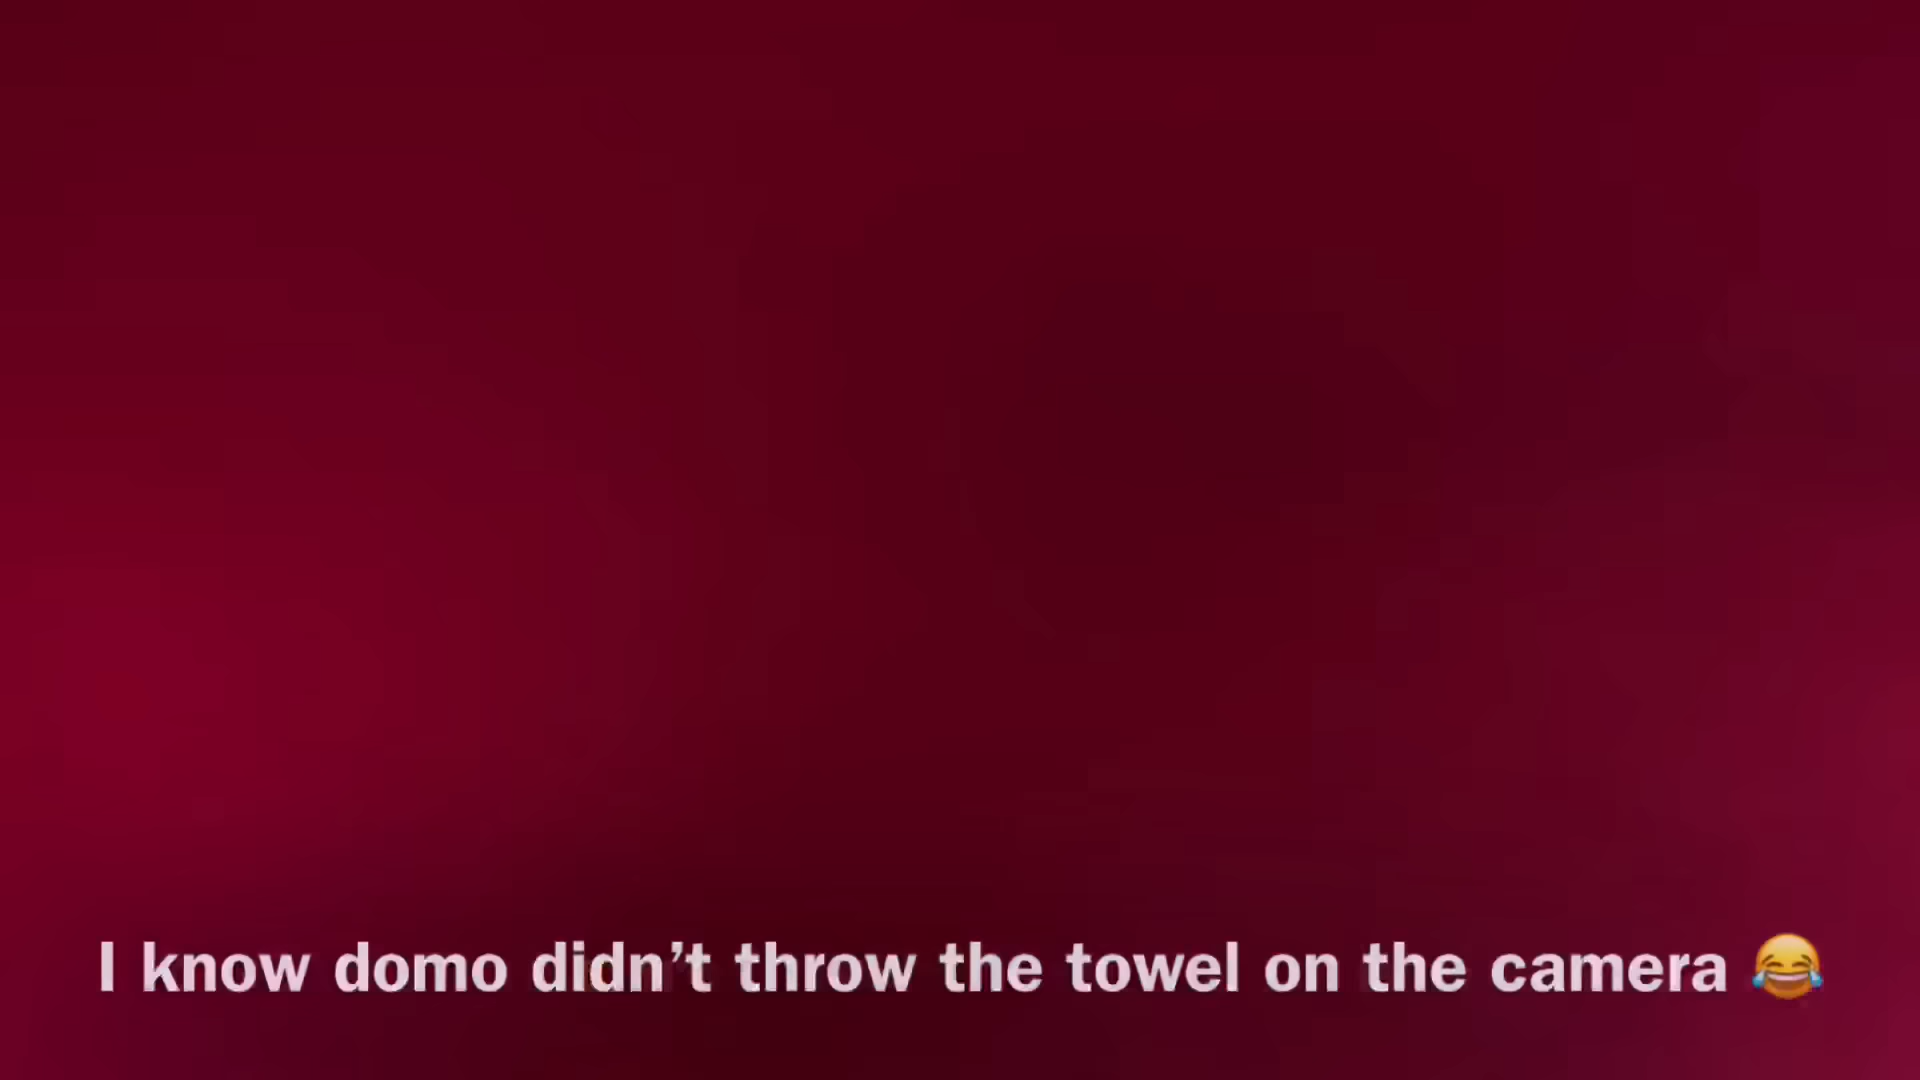 I know domo didn’t throw the towel on the camera 😂